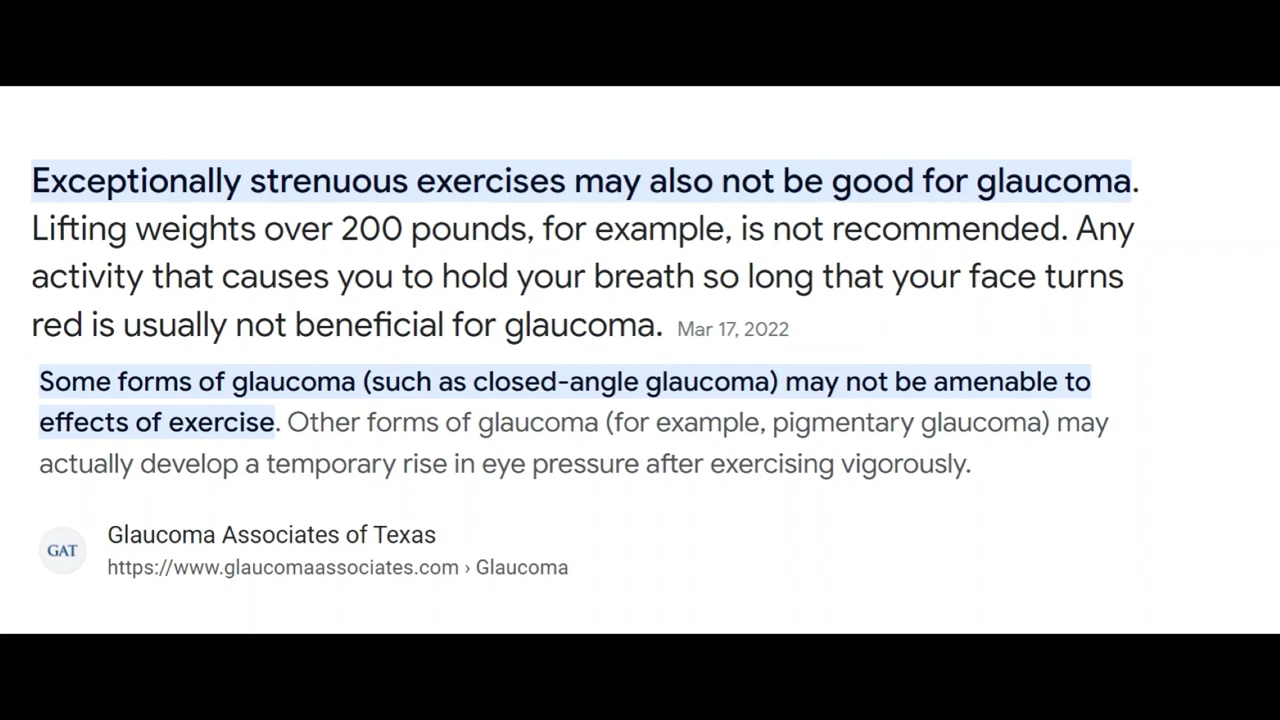 Exceptionally strenuous exercises may also not be good for glaucoma.
Lifting weights over 200 pounds, for example, is not recommended. Any
activity that causes you to hold your breath so long that your face turns
red is usually not beneficial for glaucoma. Mar 17, 2022
Some forms of glaucoma (such as closed-angle glaucoma) may not be amenable to
effects of exercise. Other forms of glaucoma (for example, pigmentary glaucoma) may
actually develop a temporary rise in eye pressure after exercising vigorously.
GAT
Glaucoma Associates of Texas
https://www.glaucomaassociates.com › Glaucoma